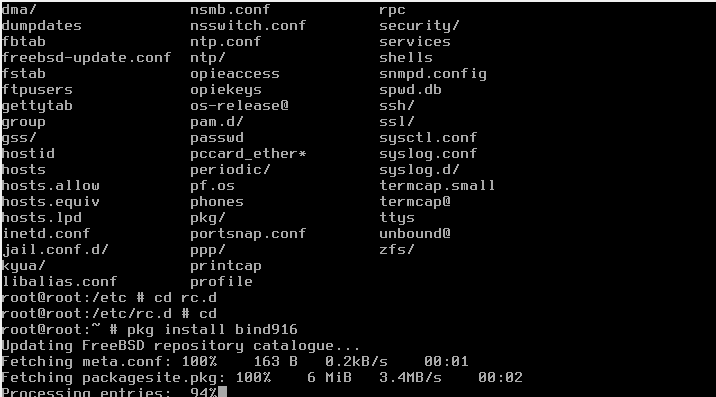 dma/ nsmb.conf rpc
dumpdates nsswitch.conf security/
fbtab ntp.conf services
freebsd-update.conf ntp/ shells
fstab opieaccess snmpd.config
ftpusers opiekeys spwd.db
gettytab os-release@ ssh/
group pam.d/ ssl/
gss/ passwd sysctl.conf
hostid pccard_ether* syslog.conf
hosts periodic/ syslog.d/
hosts.allow pf.os termcap.small
hosts.equiv phones termcap@
hosts.lpd pkg/ ttys
inetd.conf portsnap.conf unbound@
jail.conf.d/ ppp/ zfs/
kyua/ printcap
libalias.conf profile
root@root:/etc # cd rc.d
root@root:/etc/rc.d # cd
root@root:~ # pkg install bind916
Updating FreeBSD repository catalogue...
Fetching meta.conf: 100% 163 B 0.2kB/s 00:01
Fetching packagesite.pkg: 100% 6 MiB 3.4MB/s 00:02
Processing entries: 94%